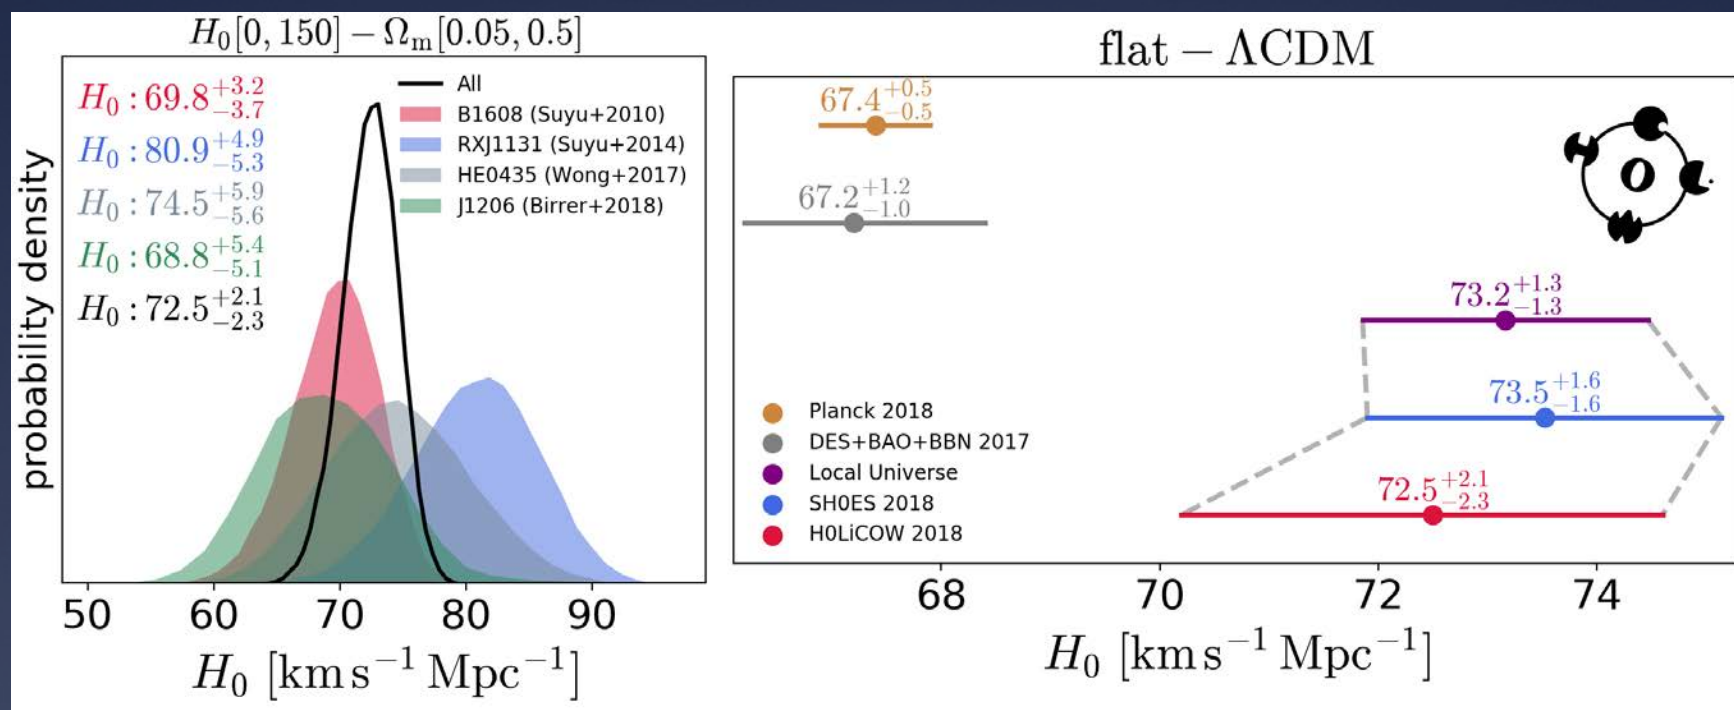 H₀[0, 150] − Ωₘ[0.05, 0.5]
H₀ : 69.8 +3.2 −3.7
H₀ : 80.9 +4.9 −5.3
H₀ : 74.5 +5.9 −5.6
H₀ : 68.8 +5.4 −5.1
H₀ : 72.5 +2.1 −2.3
All
B1608 (Suyu+2010)
RXJ1131 (Suyu+2014)
HE0435 (Wong+2017)
J1206 (Birrer+2018)
probability density
50 60 70 80 90
H₀ [km s⁻¹ Mpc⁻¹]
flat − ΛCDM
67.4 +0.5 −0.5
67.2 +1.2 −1.0
73.2 +1.3 −1.3
73.5 +1.6 −1.6
72.5 +2.1 −2.3
Planck 2018
DES+BAO+BBN 2017
Local Universe
SH0ES 2018
H0LiCOW 2018
68 70 72 74
H₀ [km s⁻¹ Mpc⁻¹]